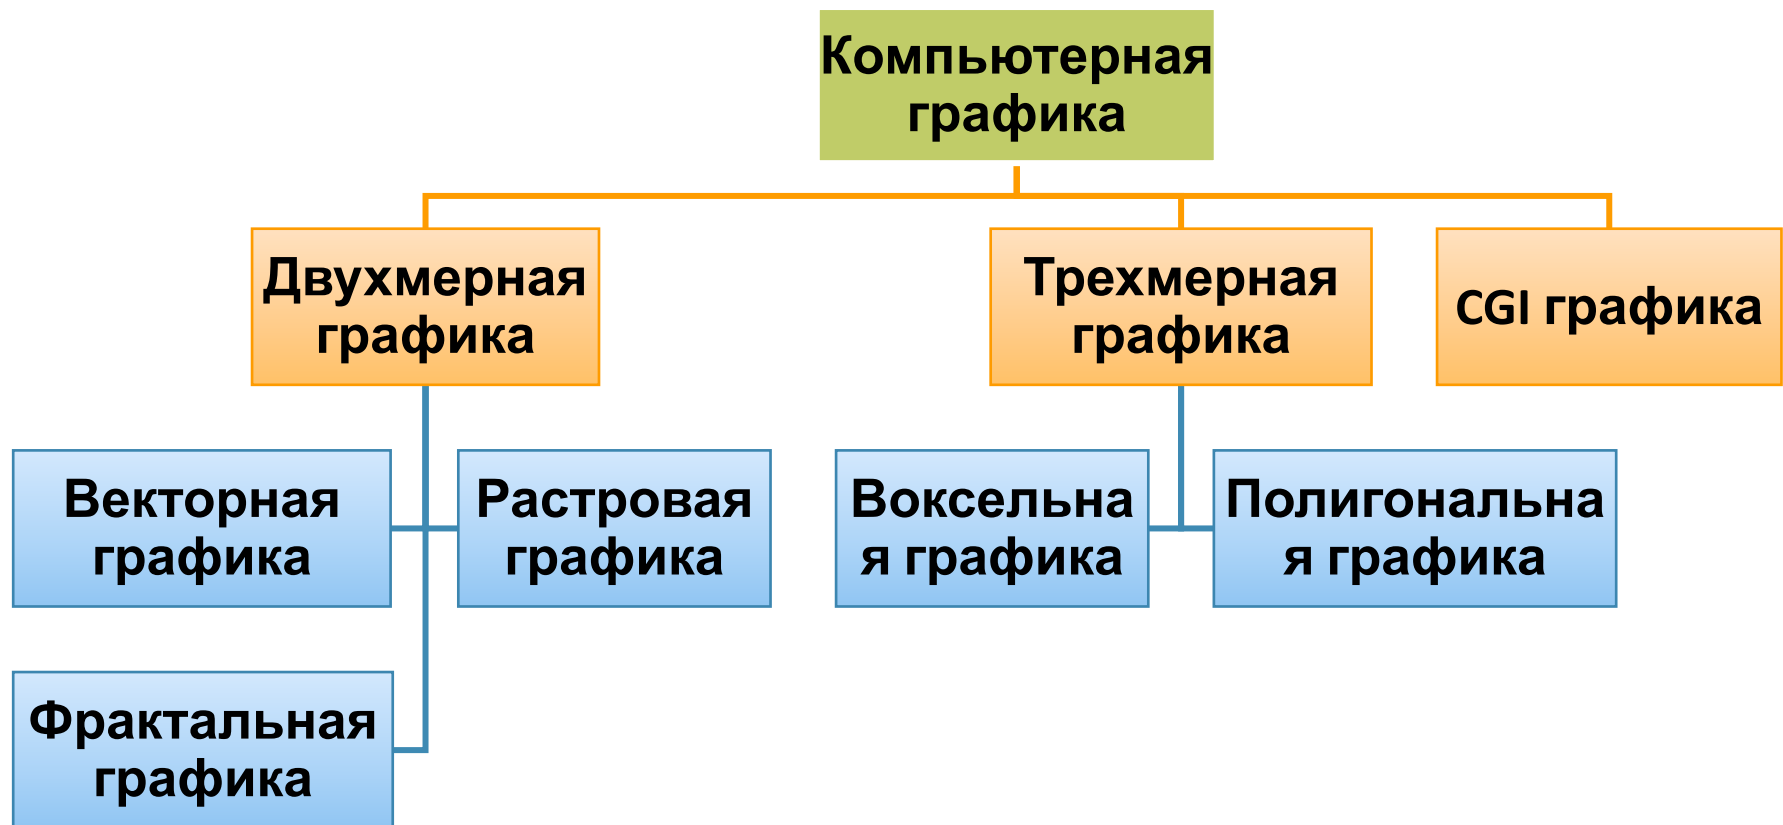 Компьютерная
графика
Двухмерная
графика
Трехмерная
графика
CGI графика
Векторная
графика
Растровая
графика
Воксельна
я графика
Полигональна
я графика
Фрактальная
графика